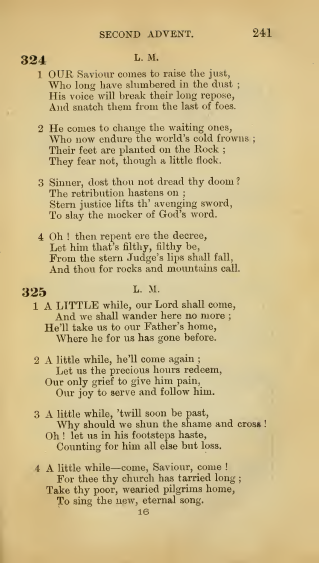 SECOND ADVENT. 241
324 L. M.
1 OUR Saviour comes to raise the just,
Who long have slumbered in the dust ;
His voice will break their long repose,
And snatch them from the last of foes.
2 He comes to change the waiting ones,
Who now endure the world's cold frowns ;
Their feet are planted on the Rock ;
They fear not, though a little flock.
3 Sinner, dost thou not dread thy doom ?
The retribution hastens on ;
Stern justice lifts th' avenging sword,
To slay the mocker of God's word.
4 Oh ! then repent ere the decree,
Let him that's filthy, filthy be,
From the stern Judge's lips shall fall,
And thou for rocks and mountains call.
325 L. M.
1 A LITTLE while, our Lord shall come,
And we shall wander here no more ;
He'll take us to our Father's home,
Where he for us has gone before.
2 A little while, he'll come again ;
Let us the precious hours redeem,
Our only grief to give him pain,
Our joy to serve and follow him.
3 A little while, 'twill soon be past,
Why should we shun the shame and cross !
Oh ! let us in his footsteps haste,
Counting for him all else but loss.
4 A little while—come, Saviour, come !
For thee thy church has tarried long ;
Take thy poor, wearied pilgrims home,
To sing the new, eternal song.
16